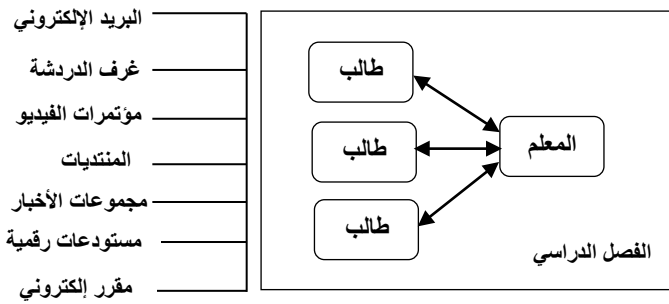 البريد الإلكتروني
غرف الدردشة
مؤتمرات الفيديو
المنتديات
مجموعات الأخبار
مستودعات رقمية
مقرر إلكتروني
طالب
طالب
طالب
المعلم
الفصل الدراسي